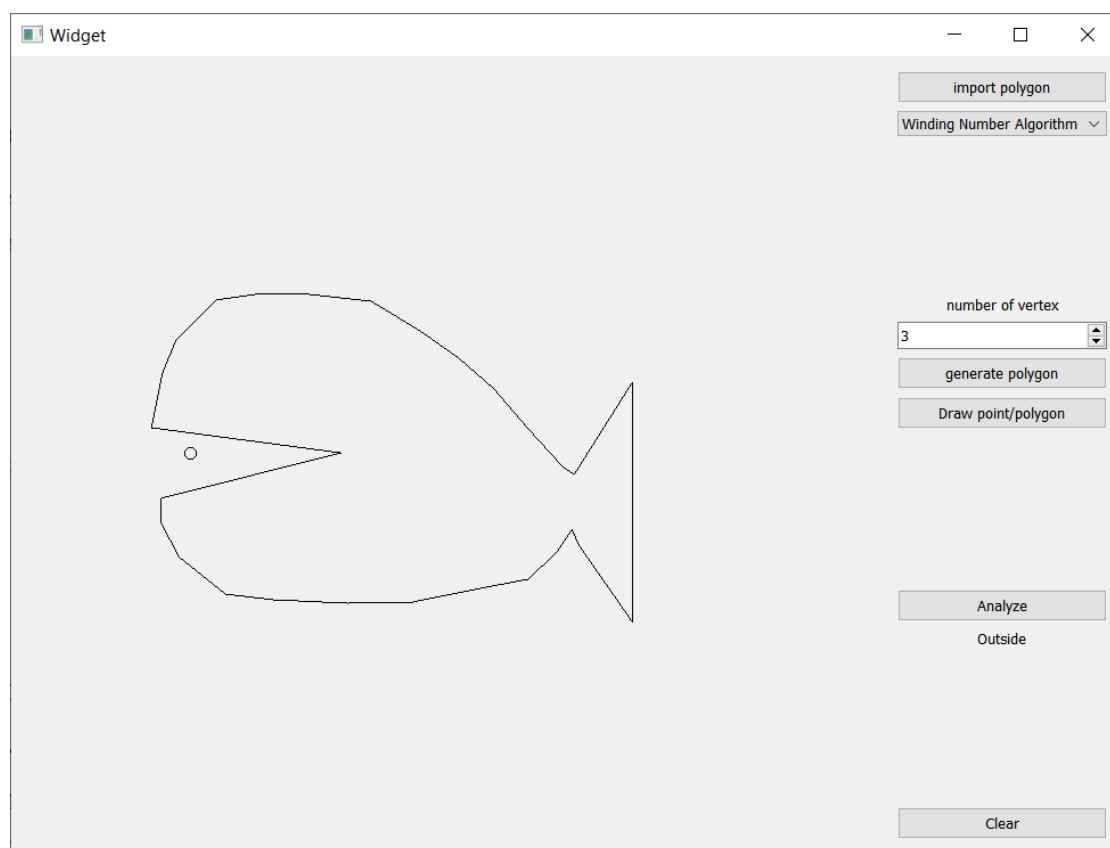 Widget
import polygon
Winding Number Algorithm
number of vertex
3
generate polygon
Draw point/polygon
Analyze
Outside
Clear